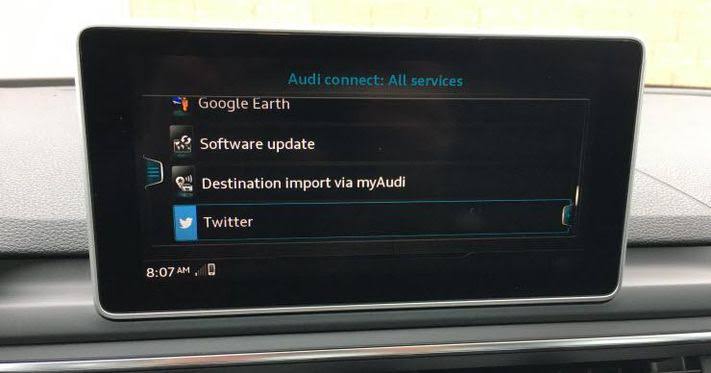 Audi connect: All services
Google Earth
Software update
Destination import via myAudi
Twitter
8:07 AM